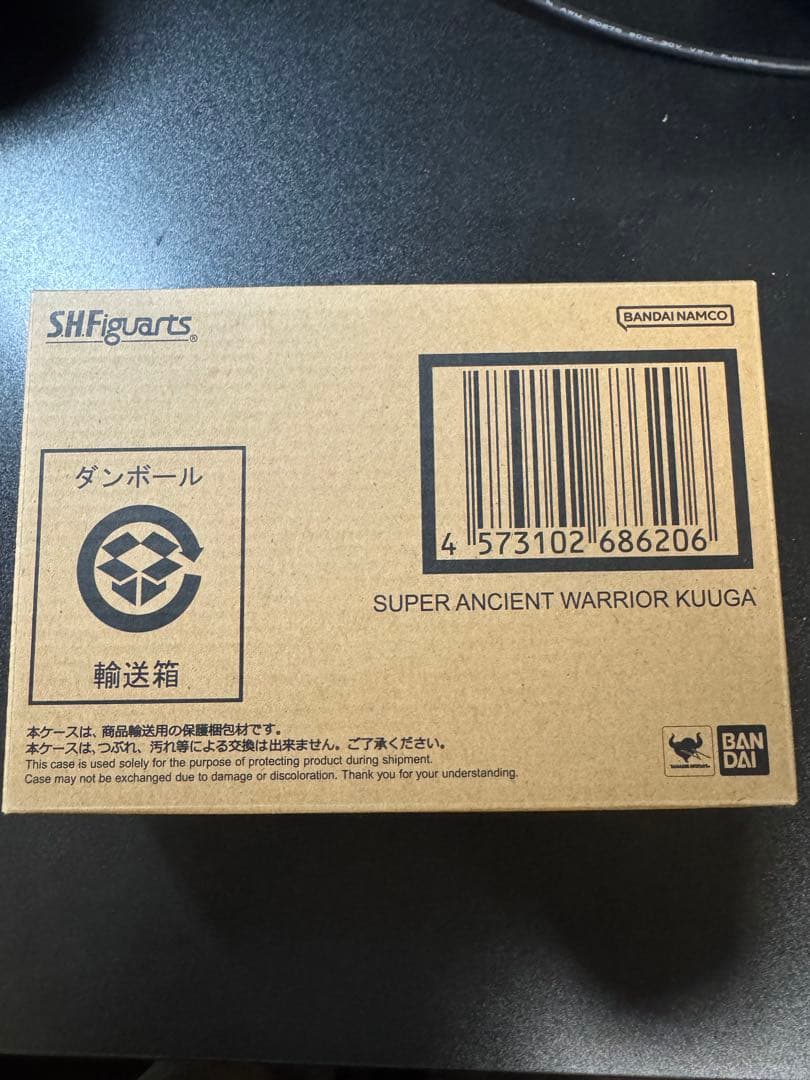 S.H.Figuarts®
BANDAI NAMCO
4 573102 686206
SUPER ANCIENT WARRIOR KUUGA
ダンボール
輸送箱
本ケースは、商品輸送用の保護梱包材です。
本ケースは、つぶれ、汚れ等による交換は出来ません。ご了承ください。
This case is used solely for the purpose of protecting product during shipment.
Case may not be exchanged due to damage or discoloration. Thank you for your understanding.
BAN
DAI